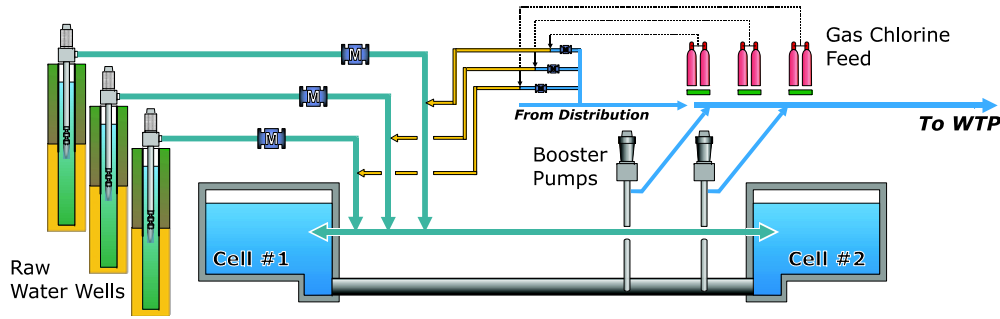 M
M
M
Gas Chlorine
Feed
From Distribution
To WTP
Booster
Pumps
Cell #1
Cell #2
Raw
Water Wells